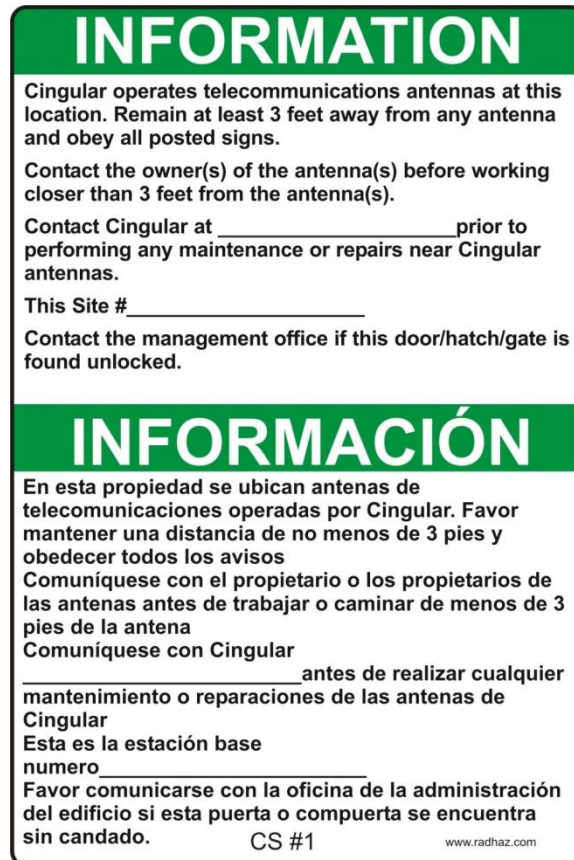 INFORMATION
Cingular operates telecommunications antennas at this
location. Remain at least 3 feet away from any antenna
and obey all posted signs.
Contact the owner(s) of the antenna(s) before working
closer than 3 feet from the antenna(s).
Contact Cingular at _____________________prior to
performing any maintenance or repairs near Cingular
antennas.
This Site #_____________________
Contact the management office if this door/hatch/gate is
found unlocked.
INFORMACIÓN
En esta propiedad se ubican antenas de
telecomunicaciones operadas por Cingular. Favor
mantener una distancia de no menos de 3 pies y
obedecer todos los avisos
Comuníquese con el propietario o los propietarios de
las antenas antes de trabajar o caminar de menos de 3
pies de la antena
Comuníquese con Cingular
_________________________antes de realizar cualquier
mantenimiento o reparaciones de las antenas de
Cingular
Esta es la estación base
numero________________________
Favor comunicarse con la oficina de la administración
del edificio si esta puerta o compuerta se encuentra
sin candado. CS #1 www.radhaz.com